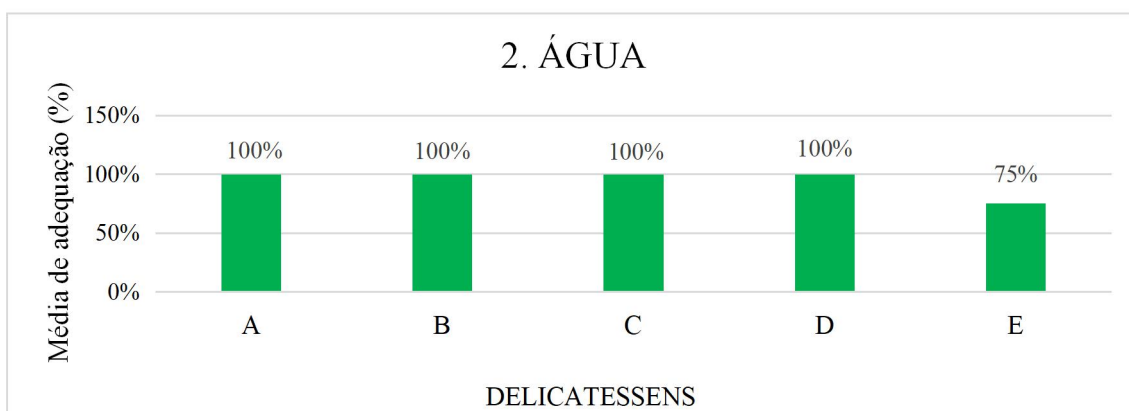 2. ÁGUA
Média de adequação (%)
150%
100%
50%
0%
100%
100%
100%
100%
75%
A
B
C
D
E
DELICATESSENS